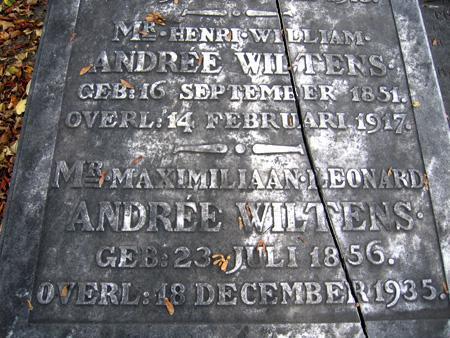 MR·HENRI·WILLIAM·
ANDRÉE WILTENS·
GEB:16 SEPTEMBER 1851.
OVERL:14 FEBRUARI 1917.
MR·MAXIMILIAAN·LEONARD
ANDRÉE WILTENS·
GEB:23 JULI 1856.
OVERL:18 DECEMBER 1935.